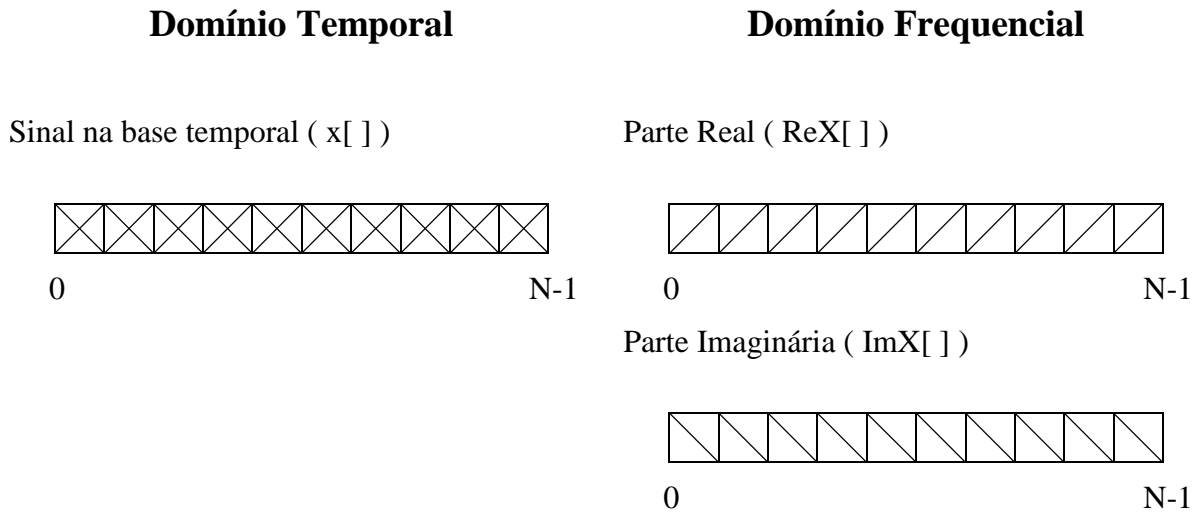 Domínio Temporal
Domínio Frequencial
Sinal na base temporal ( x[ ] )
Parte Real ( ReX[ ] )
0
N-1
0
N-1
Parte Imaginária ( ImX[ ] )
0
N-1